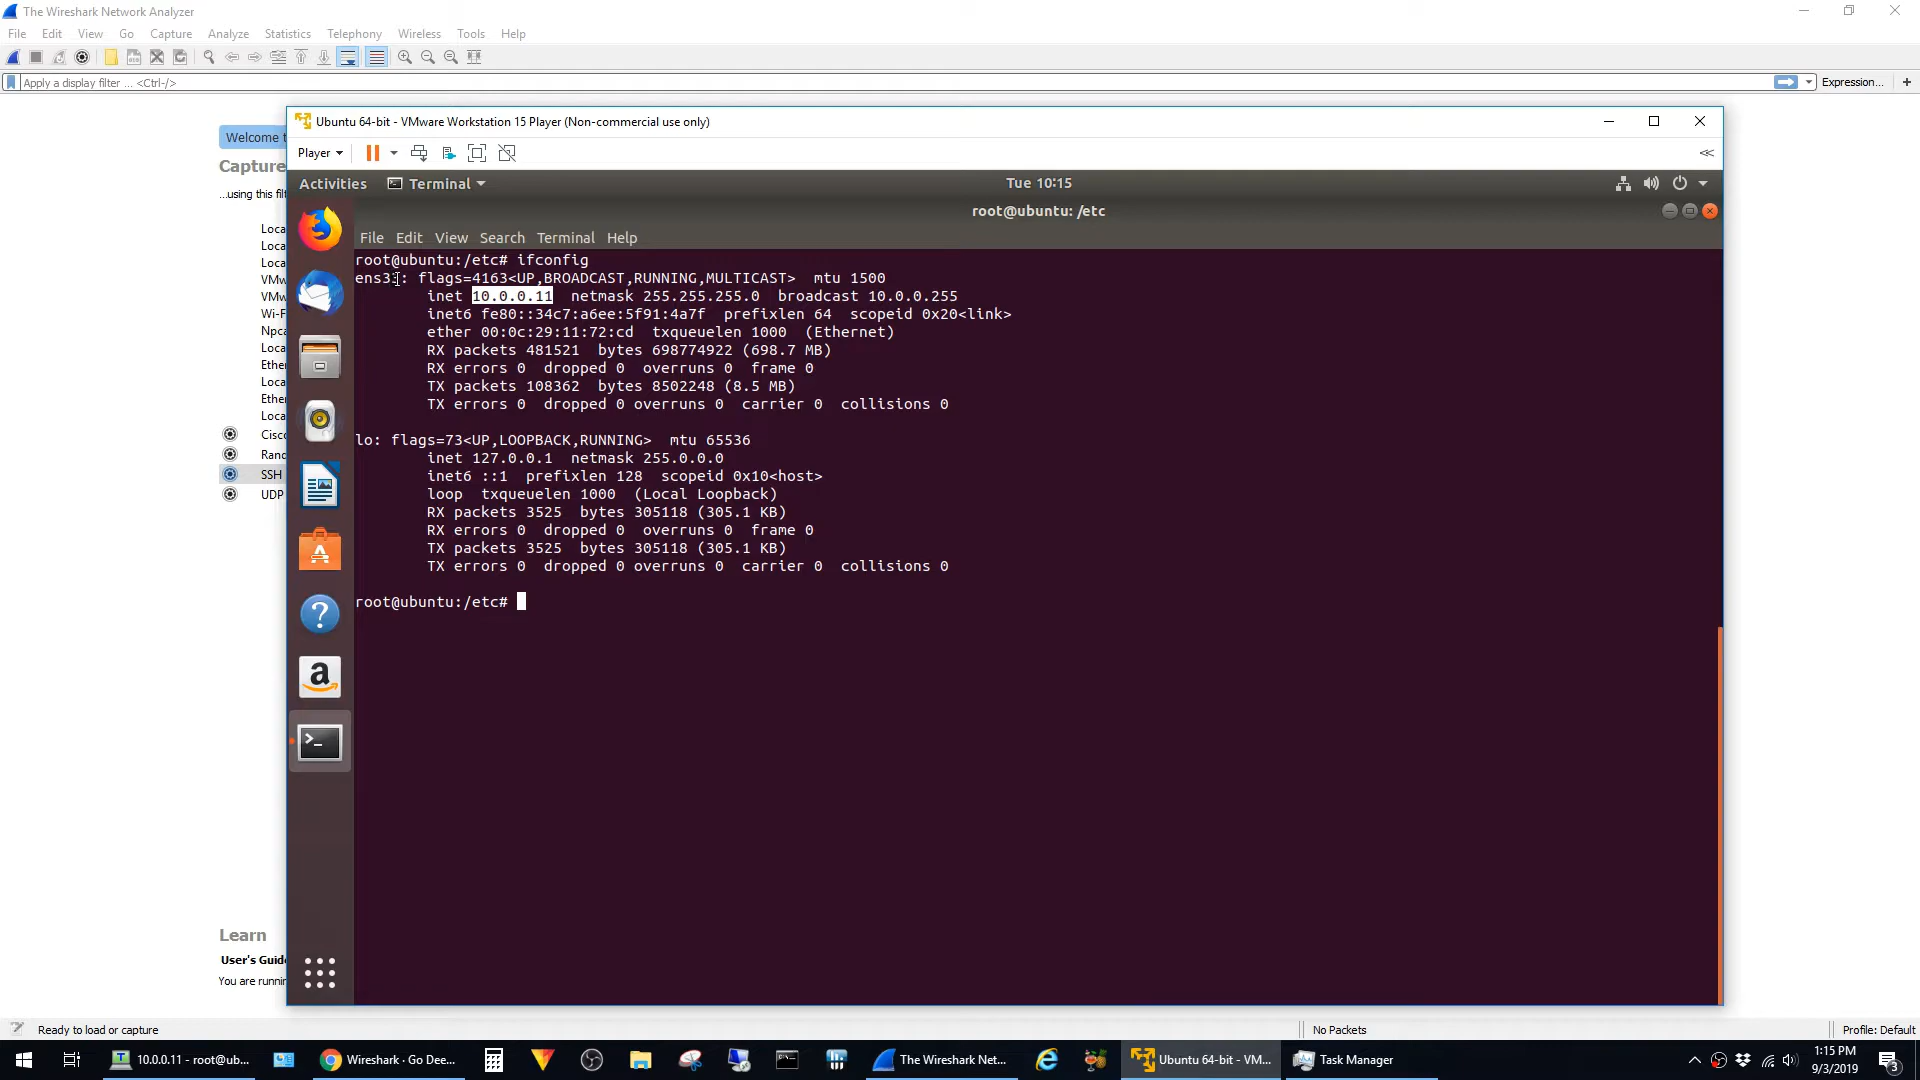 The Wireshark Network Analyzer
File Edit View Go Capture Analyze Statistics Telephony Wireless Tools Help
Apply a display filter ... <Ctrl-/>
Expression...
Welcome t
Capture
...using this filt
Loca
Loca
Loca
VMw
VMw
Wi-F
Npca
Loca
Ether
Loca
Ether
Loca
Cisc
Rand
SSH
UDP
Learn
User's Guide
You are runnin
Ubuntu 64-bit - VMware Workstation 15 Player (Non-commercial use only)
Player
Activities Terminal Tue 10:15
root@ubuntu: /etc
File Edit View Search Terminal Help
root@ubuntu:/etc# ifconfig
ens33: flags=4163<UP,BROADCAST,RUNNING,MULTICAST>  mtu 1500
inet 10.0.0.11  netmask 255.255.255.0  broadcast 10.0.0.255
inet6 fe80::34c7:a6ee:5f91:4a7f  prefixlen 64  scopeid 0x20<link>
ether 00:0c:29:11:72:cd  txqueuelen 1000  (Ethernet)
RX packets 481521  bytes 698774922 (698.7 MB)
RX errors 0  dropped 0  overruns 0  frame 0
TX packets 108362  bytes 8502248 (8.5 MB)
TX errors 0  dropped 0 overruns 0  carrier 0  collisions 0
lo: flags=73<UP,LOOPBACK,RUNNING>  mtu 65536
inet 127.0.0.1  netmask 255.0.0.0
inet6 ::1  prefixlen 128  scopeid 0x10<host>
loop  txqueuelen 1000  (Local Loopback)
RX packets 3525  bytes 305118 (305.1 KB)
RX errors 0  dropped 0  overruns 0  frame 0
TX packets 3525  bytes 305118 (305.1 KB)
TX errors 0  dropped 0 overruns 0  carrier 0  collisions 0
root@ubuntu:/etc#
Ready to load or capture
No Packets
Profile: Default
10.0.0.11 - root@ub...
Wireshark · Go Dee...
The Wireshark Net...
Ubuntu 64-bit - VM...
Task Manager
1:15 PM
9/3/2019
3